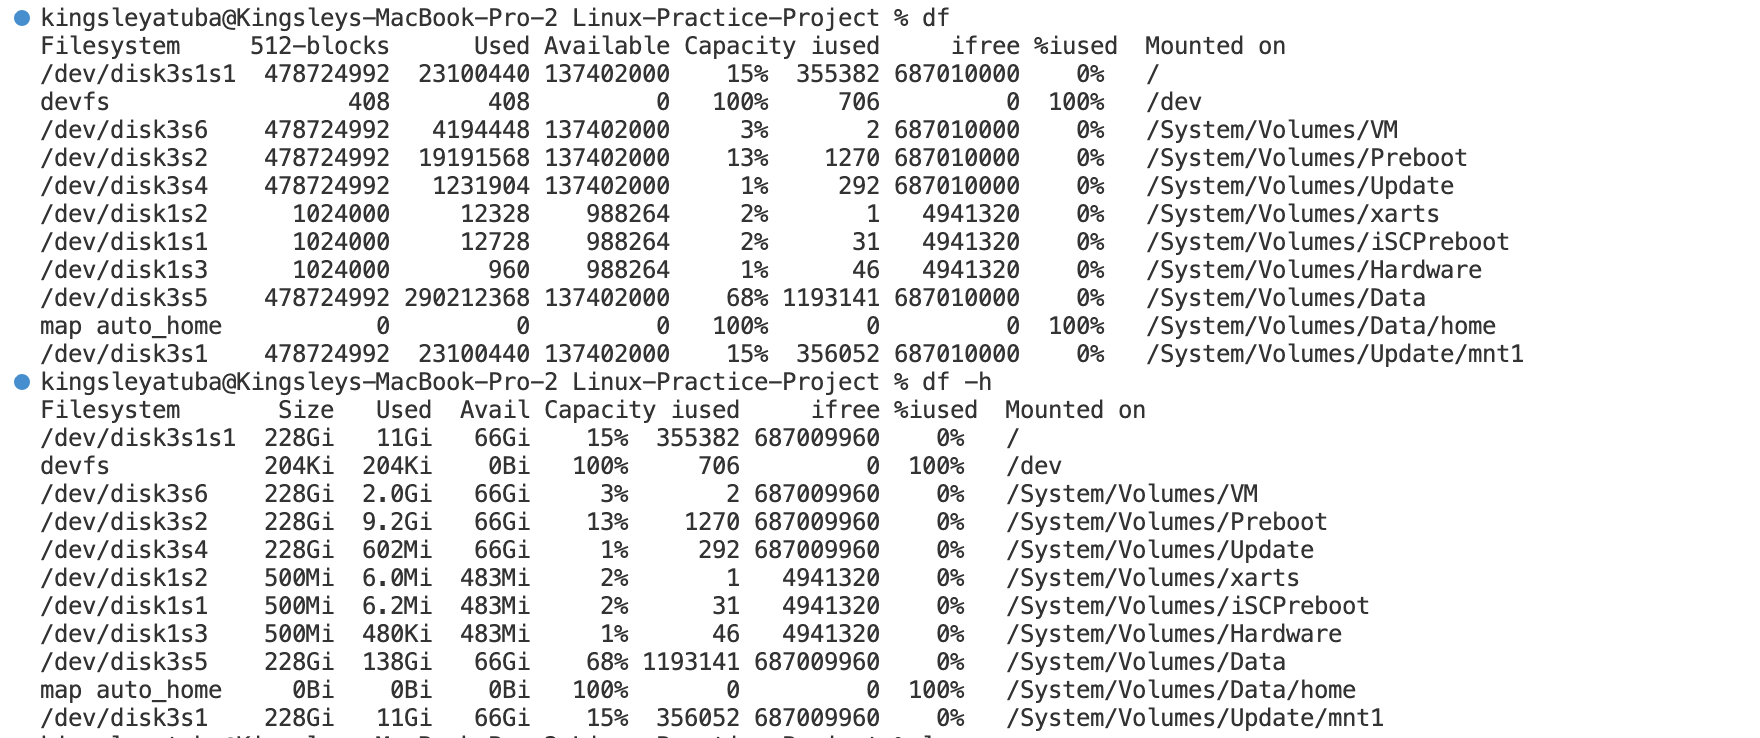 kingsleyatuba@Kingsleys-MacBook-Pro-2 Linux-Practice-Project % df
Filesystem     512-blocks      Used Available Capacity iused     ifree %iused  Mounted on
/dev/disk3s1s1  478724992  23100440 137402000    15%  355382 687010000    0%   /
devfs                 408       408         0   100%     706         0  100%   /dev
/dev/disk3s6    478724992   4194448 137402000     3%       2 687010000    0%   /System/Volumes/VM
/dev/disk3s2    478724992  19191568 137402000    13%    1270 687010000    0%   /System/Volumes/Preboot
/dev/disk3s4    478724992   1231904 137402000     1%     292 687010000    0%   /System/Volumes/Update
/dev/disk1s2      1024000     12328    988264     2%       1   4941320    0%   /System/Volumes/xarts
/dev/disk1s1      1024000     12728    988264     2%      31   4941320    0%   /System/Volumes/iSCPreboot
/dev/disk1s3      1024000       960    988264     1%      46   4941320    0%   /System/Volumes/Hardware
/dev/disk3s5    478724992 290212368 137402000    68% 1193141 687010000    0%   /System/Volumes/Data
map auto_home           0         0         0   100%       0         0  100%   /System/Volumes/Data/home
/dev/disk3s1    478724992  23100440 137402000    15%  356052 687010000    0%   /System/Volumes/Update/mnt1
kingsleyatuba@Kingsleys-MacBook-Pro-2 Linux-Practice-Project % df -h
Filesystem       Size   Used  Avail Capacity iused     ifree %iused  Mounted on
/dev/disk3s1s1  228Gi   11Gi   66Gi    15%  355382 687009960    0%   /
devfs           204Ki  204Ki    0Bi   100%     706         0  100%   /dev
/dev/disk3s6    228Gi  2.0Gi   66Gi     3%       2 687009960    0%   /System/Volumes/VM
/dev/disk3s2    228Gi  9.2Gi   66Gi    13%    1270 687009960    0%   /System/Volumes/Preboot
/dev/disk3s4    228Gi  602Mi   66Gi     1%     292 687009960    0%   /System/Volumes/Update
/dev/disk1s2    500Mi  6.0Mi  483Mi     2%       1   4941320    0%   /System/Volumes/xarts
/dev/disk1s1    500Mi  6.2Mi  483Mi     2%      31   4941320    0%   /System/Volumes/iSCPreboot
/dev/disk1s3    500Mi  480Ki  483Mi     1%      46   4941320    0%   /System/Volumes/Hardware
/dev/disk3s5    228Gi  138Gi   66Gi    68% 1193141 687009960    0%   /System/Volumes/Data
map auto_home     0Bi    0Bi    0Bi   100%       0         0  100%   /System/Volumes/Data/home
/dev/disk3s1    228Gi   11Gi   66Gi    15%  356052 687009960    0%   /System/Volumes/Update/mnt1